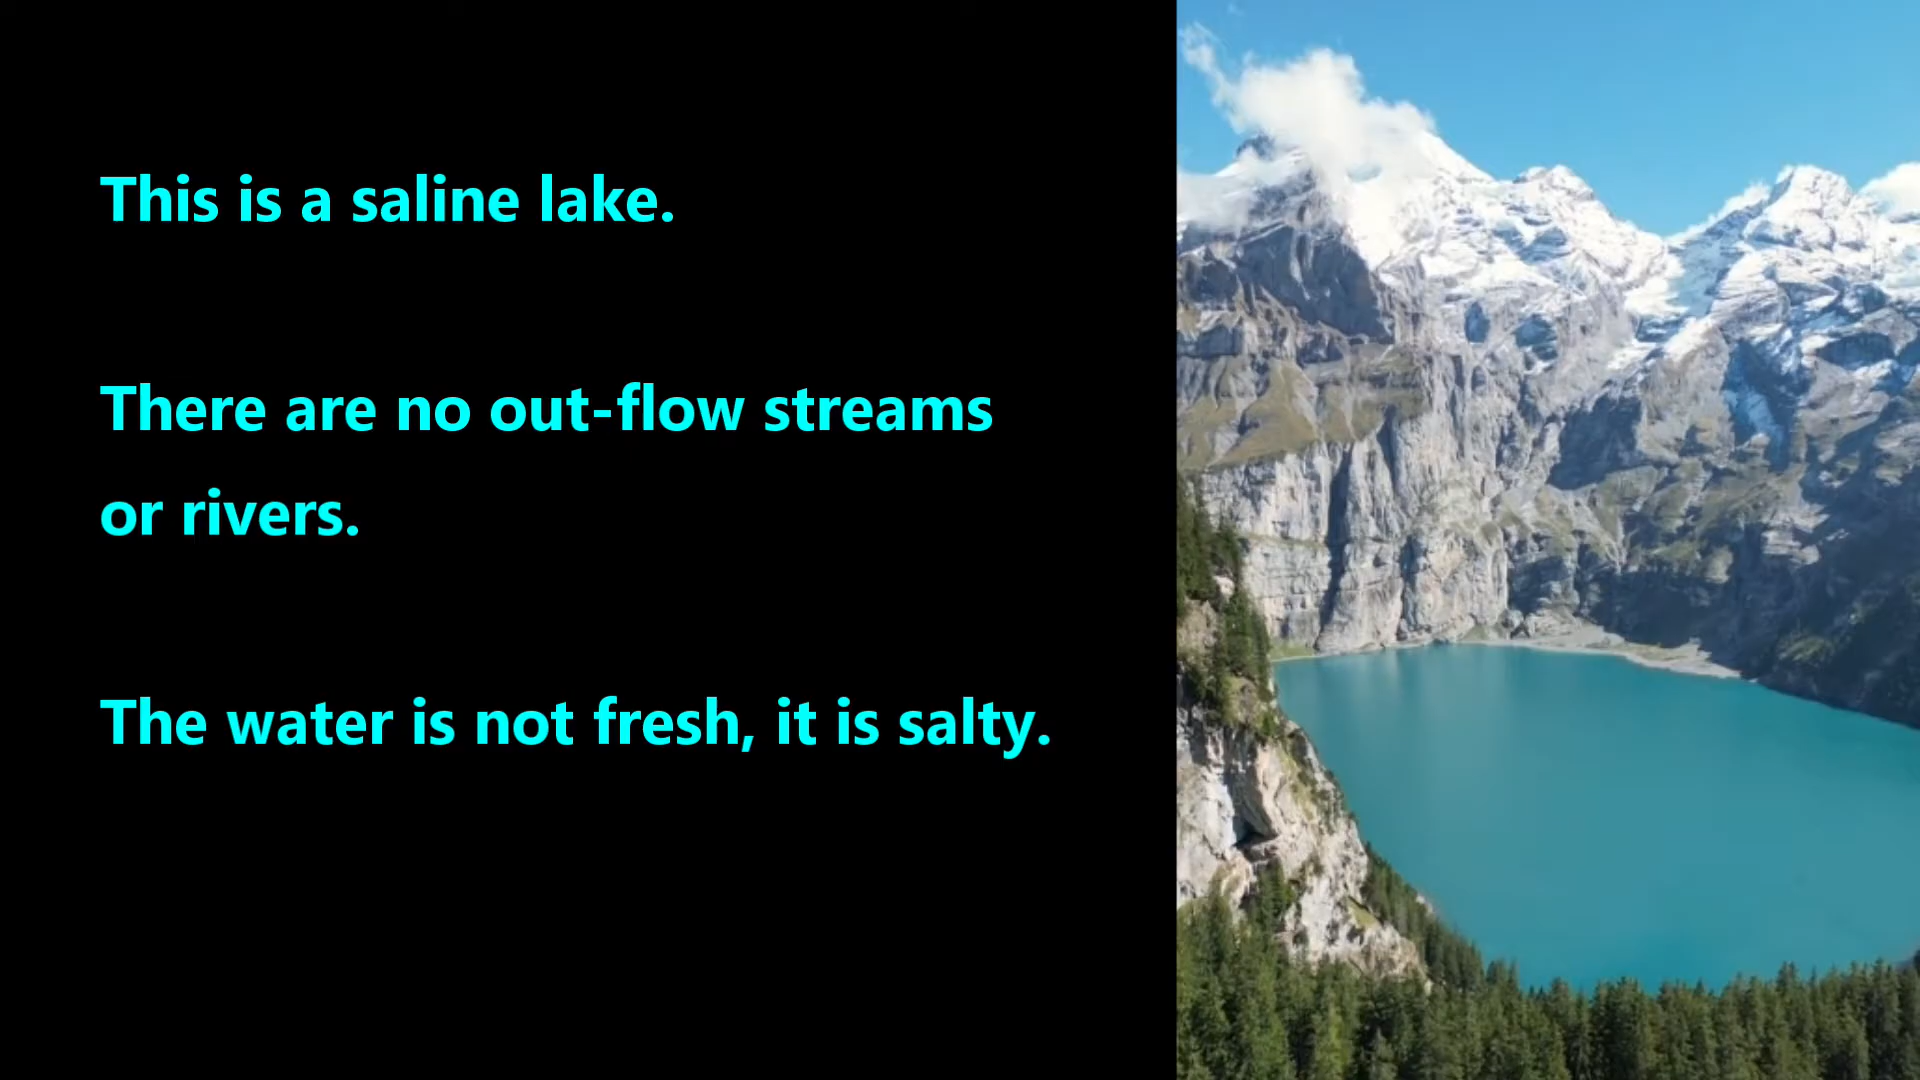 This is a saline lake.
There are no out-flow streams
or rivers.
The water is not fresh, it is salty.